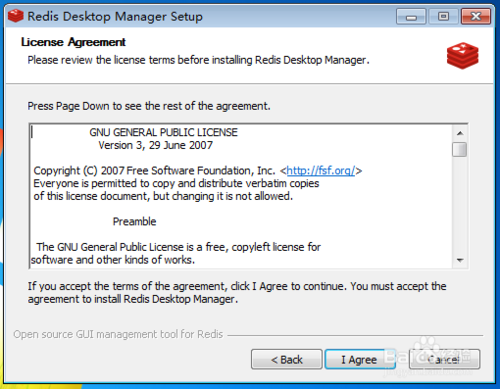 Redis Desktop Manager Setup
License Agreement
Please review the license terms before installing Redis Desktop Manager.
Press Page Down to see the rest of the agreement.
GNU GENERAL PUBLIC LICENSE
Version 3, 29 June 2007
Copyright (C) 2007 Free Software Foundation, Inc. <http://fsf.org/>
Everyone is permitted to copy and distribute verbatim copies
of this license document, but changing it is not allowed.
Preamble
The GNU General Public License is a free, copyleft license for
software and other kinds of works.
If you accept the terms of the agreement, click I Agree to continue. You must accept the
agreement to install Redis Desktop Manager.
Open source GUI management tool for Redis
< Back I Agree Cancel